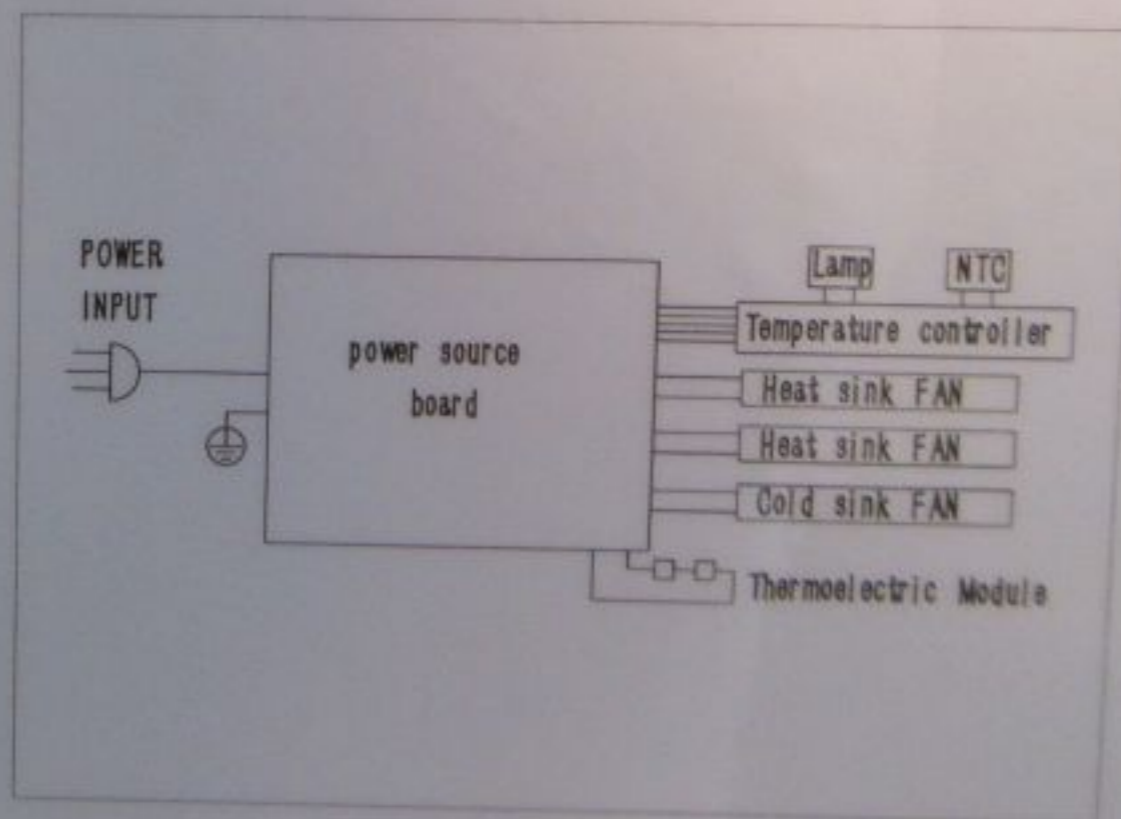 POWER
INPUT
power source
board
Lamp
NTC
Temperature controller
Heat sink FAN
Heat sink FAN
Cold sink FAN
Thermoelectric Module